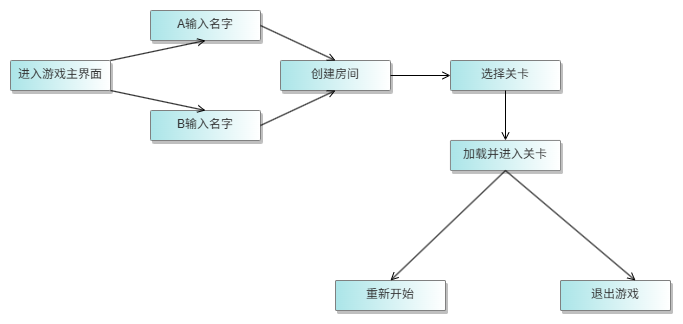 A输入名字
进入游戏主界面
创建房间
选择关卡
B输入名字
加载并进入关卡
重新开始
退出游戏